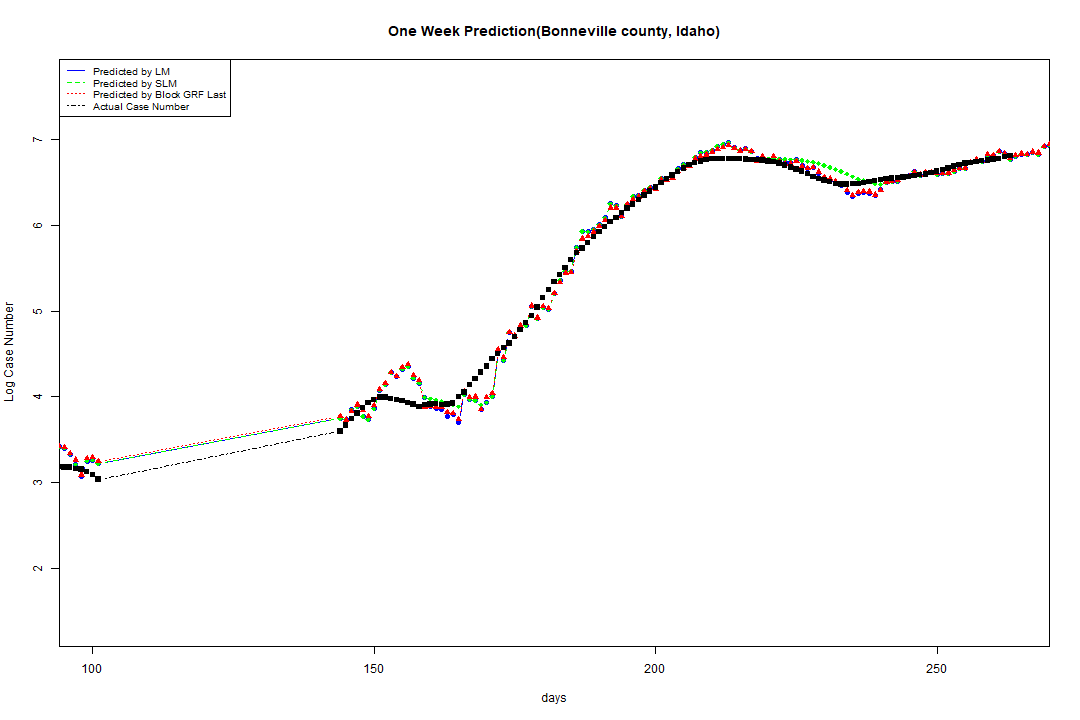 One Week Prediction(Bonneville county, Idaho)
Predicted by LM
Predicted by SLM
Predicted by Block GRF Last
Actual Case Number
7
6
5
4
3
2
Log Case Number
100 150 200 250
days